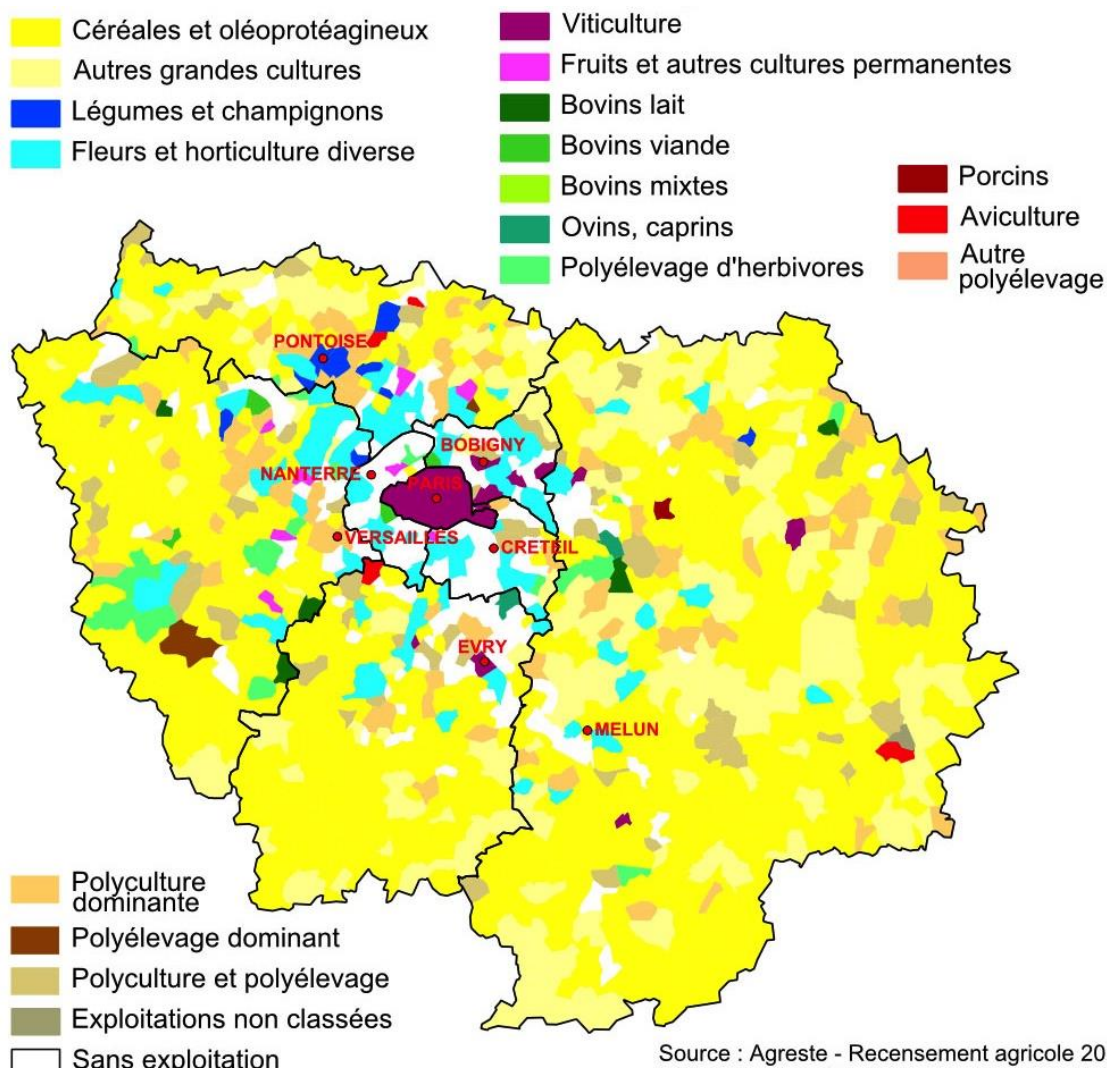 Céréales et oléoprotéagineux
Autres grandes cultures
Légumes et champignons
Fleurs et horticulture diverse
Viticulture
Fruits et autres cultures permanentes
Bovins lait
Bovins viande
Bovins mixtes
Ovins, caprins
Polyélevage d'herbivores
Porcins
Aviculture
Autre
polyélevage
PONTOISE
BOBIGNY
NANTERRE
PARIS
VERSAILLES
CRETEIL
EVRY
MELUN
Polyculture
dominante
Polyélevage dominant
Polyculture et polyélevage
Exploitations non classées
Sans exploitation
Source : Agreste - Recensement agricole 20